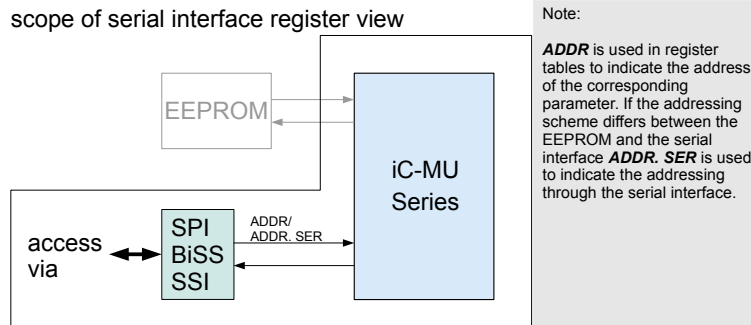 scope of serial interface register view
EEPROM
iC-MU
Series
access
via
SPI
BiSS
SSI
ADDR/
ADDR. SER
Note:
ADDR is used in register
tables to indicate the address
of the corresponding
parameter. If the addressing
scheme differs between the
EEPROM and the serial
interface ADDR. SER is used
to indicate the addressing
through the serial interface.